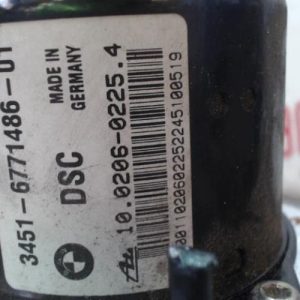 3451-6771486-01
DSC
MADE IN
GERMANY
10.0206-0225.4